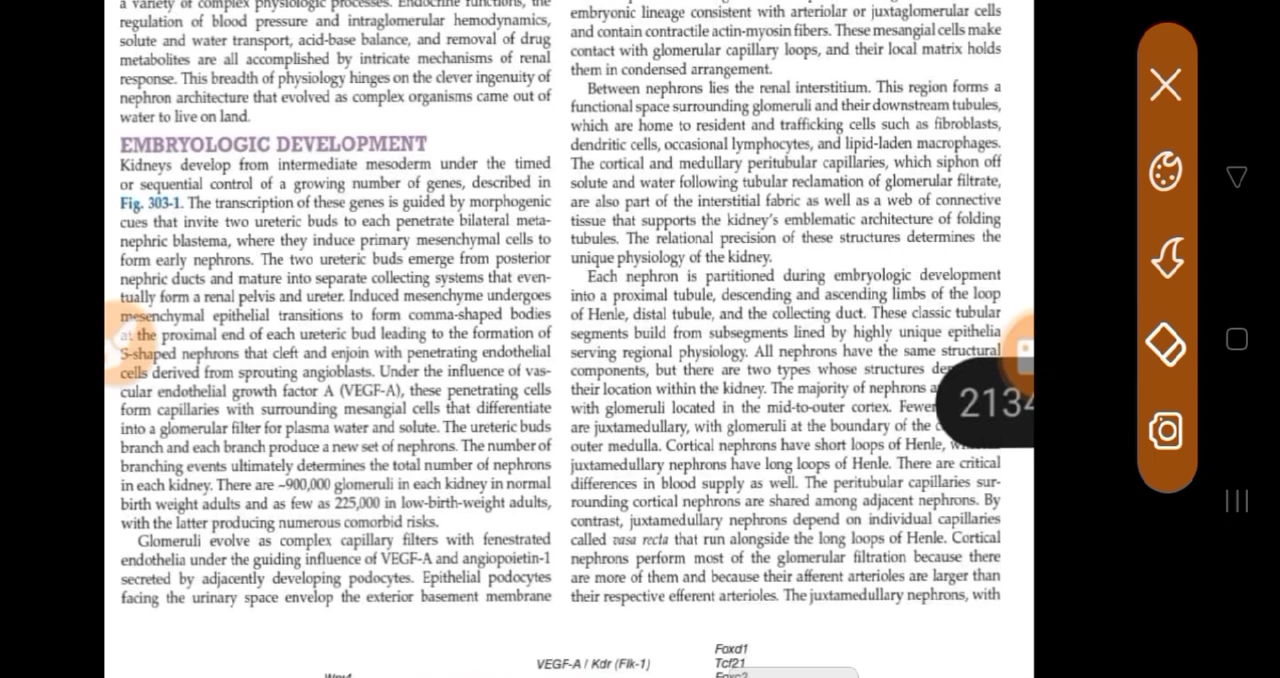 a variety of complex physiologic processes. Endocrine functions, the
regulation of blood pressure and intraglomerular hemodynamics,
solute and water transport, acid-base balance, and removal of drug
metabolites are all accomplished by intricate mechanisms of renal
response. This breadth of physiology hinges on the clever ingenuity of
nephron architecture that evolved as complex organisms came out of
water to live on land.
EMBRYOLOGIC DEVELOPMENT
Kidneys develop from intermediate mesoderm under the timed
or sequential control of a growing number of genes, described in
Fig. 303-1. The transcription of these genes is guided by morphogenic
cues that invite two ureteric buds to each penetrate bilateral meta-
nephric blastema, where they induce primary mesenchymal cells to
form early nephrons. The two ureteric buds emerge from posterior
nephric ducts and mature into separate collecting systems that even-
tually form a renal pelvis and ureter. Induced mesenchyme undergoes
mesenchymal epithelial transitions to form comma-shaped bodies
at the proximal end of each ureteric bud leading to the formation of
S-shaped nephrons that cleft and enjoin with penetrating endothelial
cells derived from sprouting angioblasts. Under the influence of vas-
cular endothelial growth factor A (VEGF-A), these penetrating cells
form capillaries with surrounding mesangial cells that differentiate
into a glomerular filter for plasma water and solute. The ureteric buds
branch and each branch produce a new set of nephrons. The number of
branching events ultimately determines the total number of nephrons
in each kidney. There are ~900,000 glomeruli in each kidney in normal
birth weight adults and as few as 225,000 in low-birth-weight adults,
with the latter producing numerous comorbid risks.
Glomeruli evolve as complex capillary filters with fenestrated
endothelia under the guiding influence of VEGF-A and angiopoietin-1
secreted by adjacently developing podocytes. Epithelial podocytes
facing the urinary space envelop the exterior basement membrane
embryonic lineage consistent with arteriolar or juxtaglomerular cells
and contain contractile actin-myosin fibers. These mesangial cells make
contact with glomerular capillary loops, and their local matrix holds
them in condensed arrangement.
Between nephrons lies the renal interstitium. This region forms a
functional space surrounding glomeruli and their downstream tubules,
which are home to resident and trafficking cells such as fibroblasts,
dendritic cells, occasional lymphocytes, and lipid-laden macrophages.
The cortical and medullary peritubular capillaries, which siphon off
solute and water following tubular reclamation of glomerular filtrate,
are also part of the interstitial fabric as well as a web of connective
tissue that supports the kidney's emblematic architecture of folding
tubules. The relational precision of these structures determines the
unique physiology of the kidney.
Each nephron is partitioned during embryologic development
into a proximal tubule, descending and ascending limbs of the loop
of Henle, distal tubule, and the collecting duct. These classic tubular
segments build from subsegments lined by highly unique epithelia
serving regional physiology. All nephrons have the same structural
components, but there are two types whose structures
their location within the kidney. The majority of nephrons
with glomeruli located in the mid-to-outer cortex. Fewer
are juxtamedullary, with glomeruli at the boundary of the
outer medulla. Cortical nephrons have short loops of Henle,
juxtamedullary nephrons have long loops of Henle. There are critical
differences in blood supply as well. The peritubular capillaries sur-
rounding cortical nephrons are shared among adjacent nephrons. By
contrast, juxtamedullary nephrons depend on individual capillaries
called vasa recta that run alongside the long loops of Henle. Cortical
nephrons perform most of the glomerular filtration because there
are more of them and because their afferent arterioles are larger than
their respective efferent arterioles. The juxtamedullary nephrons, with
2134
VEGF-A / Kdr (Flk-1)
Foxd1
Tcf21